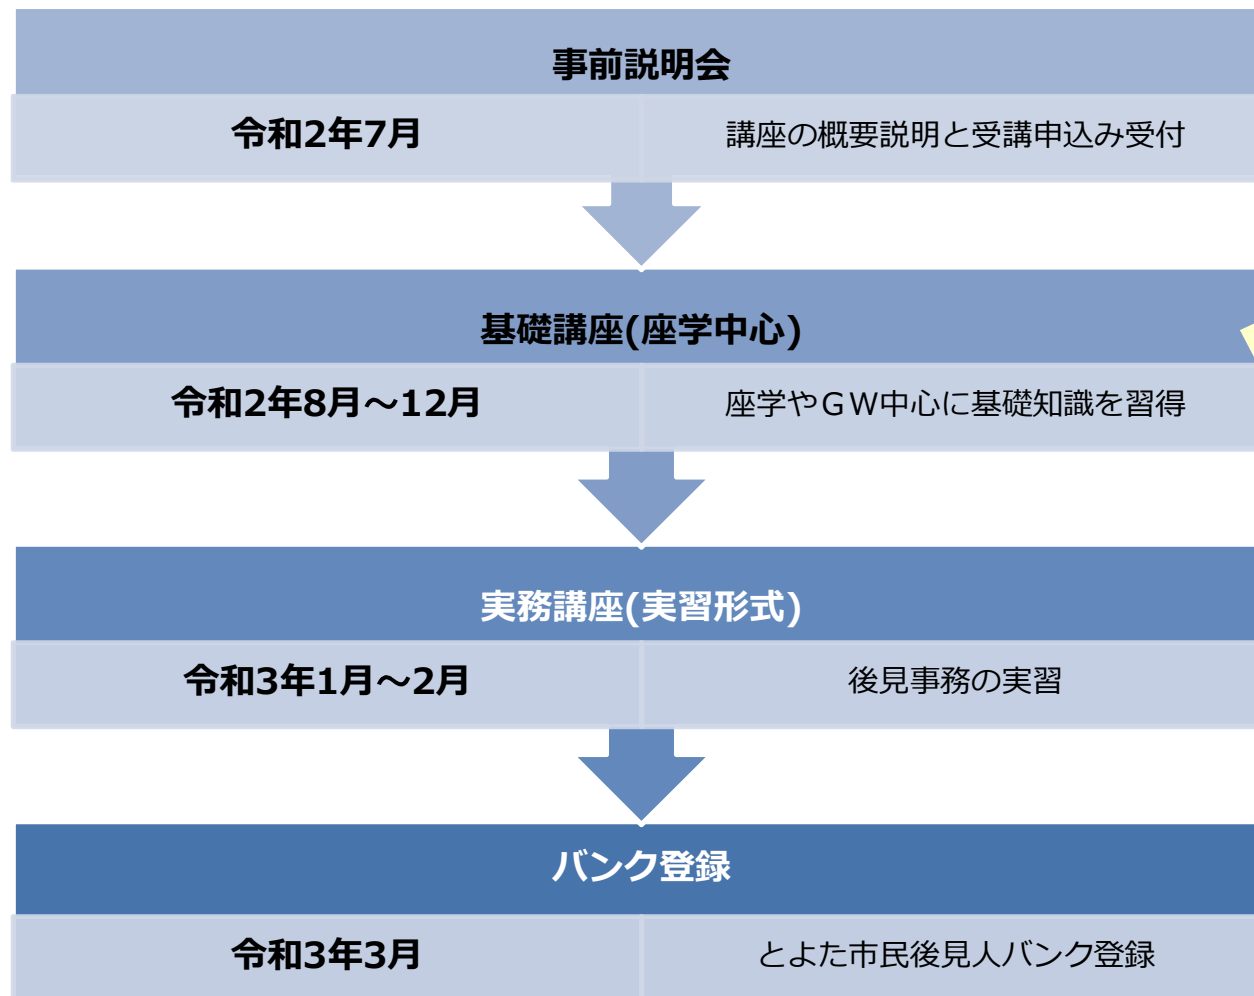 事前説明会
令和2年7月
講座の概要説明と受講申込み受付
基礎講座(座学中心)
令和2年8月～12月
座学やＧＷ中心に基礎知識を習得
実務講座(実習形式)
令和3年1月～2月
後見事務の実習
バンク登録
令和3年3月
とよた市民後見人バンク登録